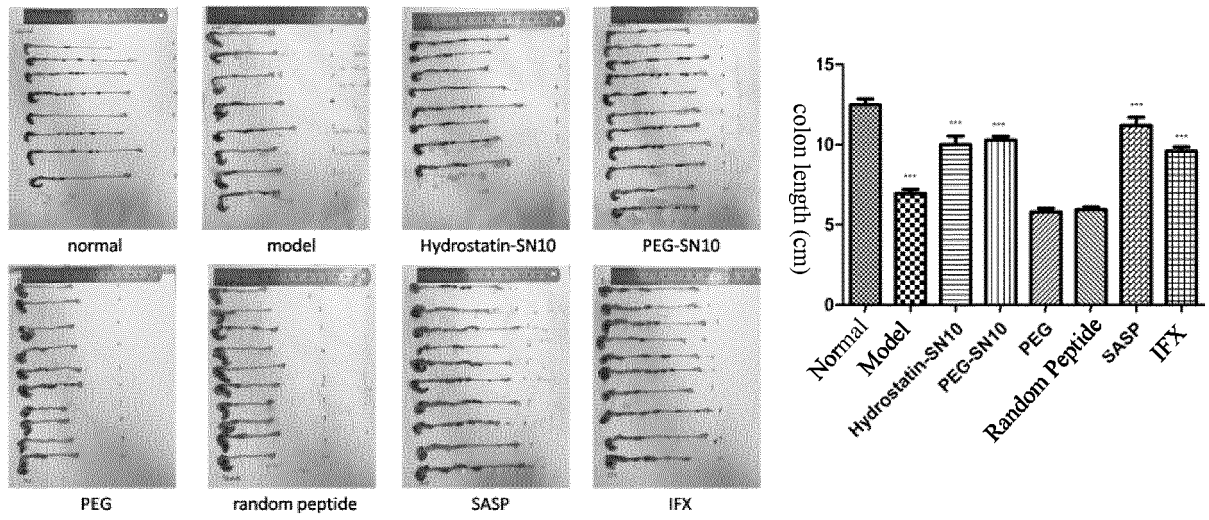 normal
model
Hydrostatin-SN10
PEG-SN10
PEG
random peptide
SASP
IFX
colon length (cm)
15
10
5
0
***
***
***
***
***
Normal
Model
Hydrostatin-SN10
PEG-SN10
PEG
Random Peptide
SASP
IFX